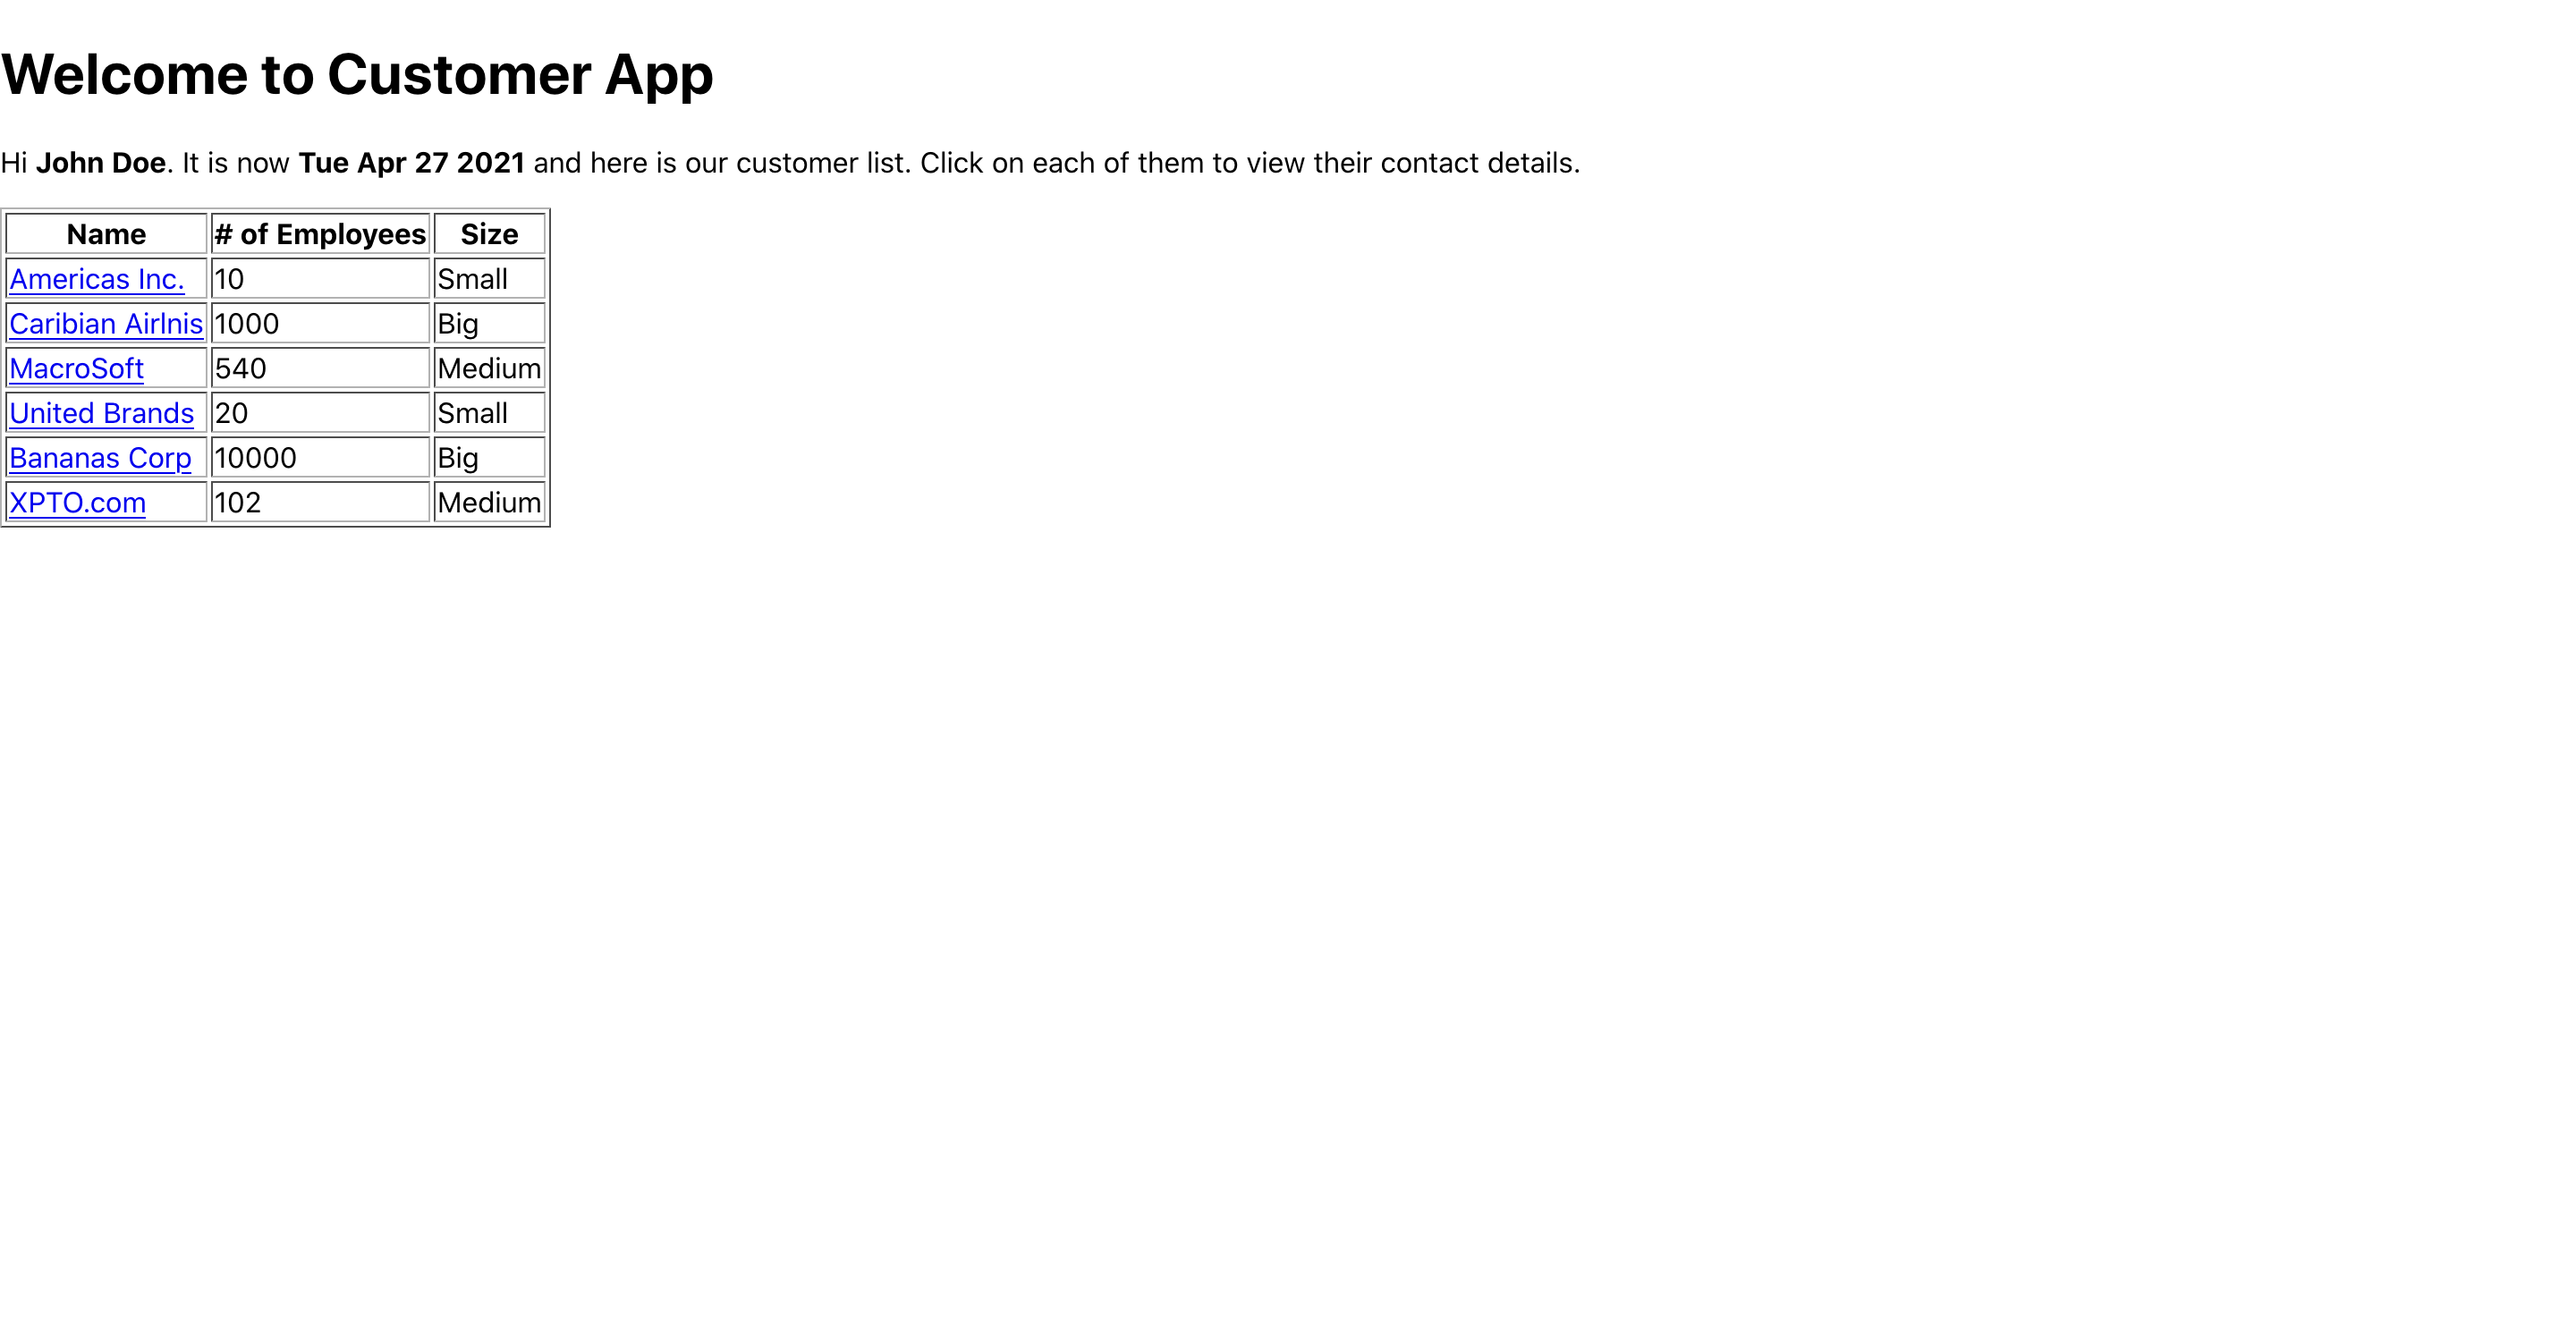 Welcome to Customer App
Hi John Doe. It is now Tue Apr 27 2021 and here is our customer list. Click on each of them to view their contact details.
Name # of Employees Size
Americas Inc. 10 Small
Caribian Airlnis 1000 Big
MacroSoft 540 Medium
United Brands 20 Small
Bananas Corp 10000 Big
XPTO.com 102 Medium